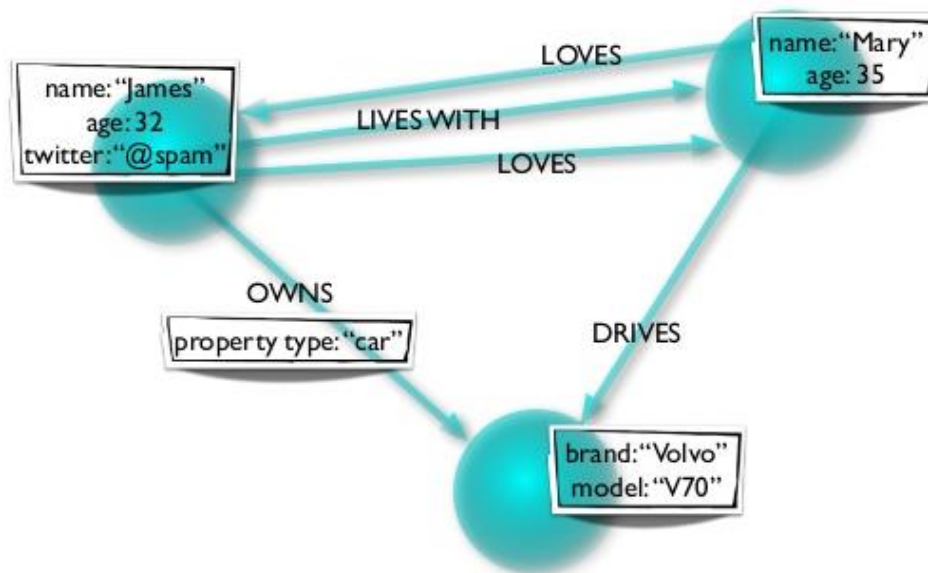 LOVES
name:“Mary”
age: 35
name:“James”
age: 32
twitter:“@spam”
LIVES WITH
LOVES
OWNS
property type:“car”
DRIVES
brand:“Volvo”
model:“V70”